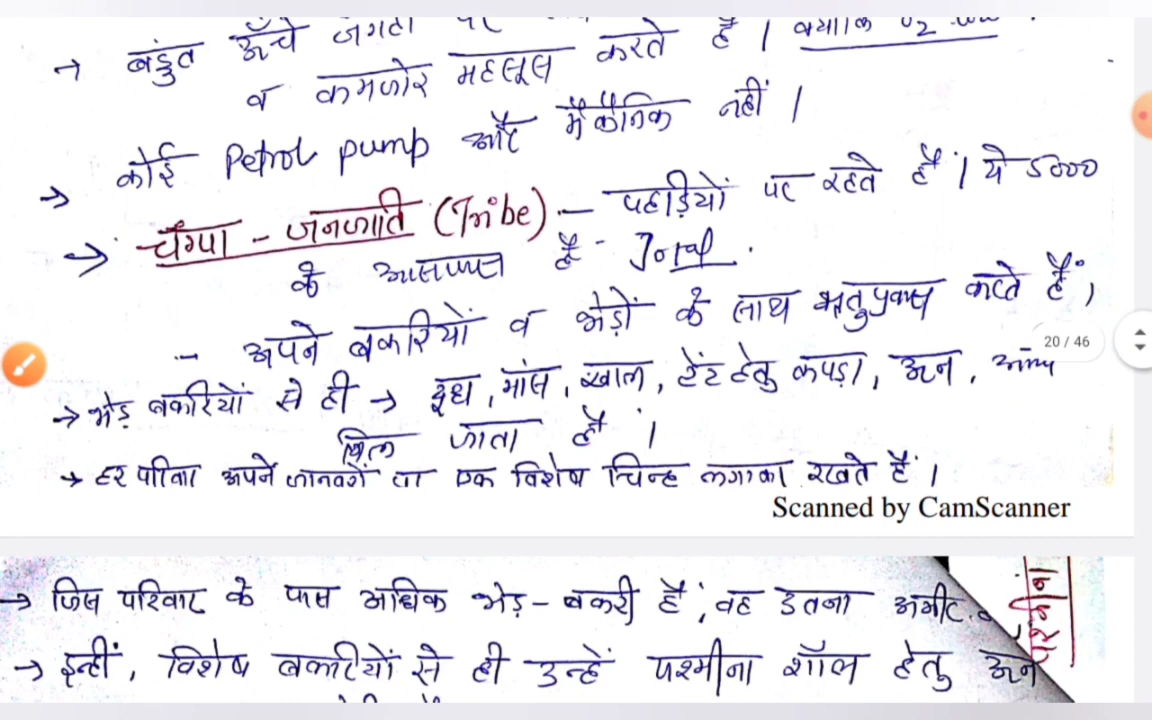 → बहुत ऊँचे जगहों पर
व कमजोर महसूस करते हैं। क्योंकि O2
→ कोई Petrol pump और मैकेनिक नहीं।
→ चांग्पा - जनजाति (Tribe) - पहाड़ियों पर रहते हैं। ये 5000
के आसपास हैं - Total.
- अपने बकरियों व भेड़ों के साथ ऋतुप्रवास करते हैं,
→ भेड़ बकरियों से ही → दूध, मांस, खाल, टेंट हेतु कपड़ा, ऊन,
मिल जाता है।
→ हर परिवार अपने जानवरों पर एक विशेष चिन्ह लगाकर रखते हैं।
20 / 46
Scanned by CamScanner
→ जिस परिवार के पास अधिक भेड़-बकरी है, वह उतना अमीर
→ इन्हीं, विशेष बकरियों से ही उन्हें पश्मीना शॉल हेतु ऊन